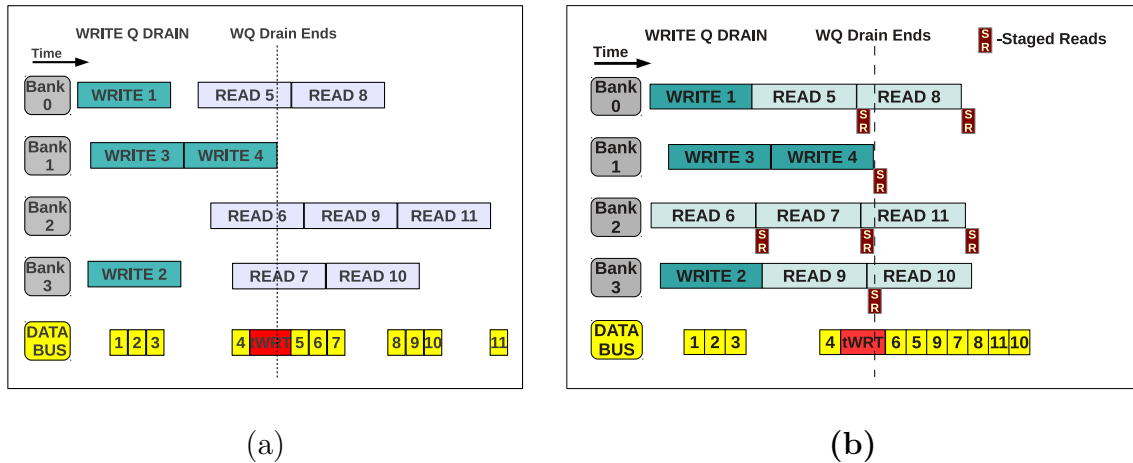 WRITE Q DRAIN
WQ Drain Ends
Time
Bank
0
WRITE 1
READ 5
READ 8
Bank
1
WRITE 3
WRITE 4
Bank
2
READ 6
READ 9
READ 11
Bank
3
WRITE 2
READ 7
READ 10
DATA
BUS
1 2 3 4 tWRT 5 6 7 8 9 10 11
(a)
WRITE Q DRAIN
WQ Drain Ends
S
R
-Staged Reads
Time
Bank
0
WRITE 1
READ 5
READ 8
S
R
S
R
Bank
1
WRITE 3
WRITE 4
S
R
Bank
2
READ 6
READ 7
READ 11
S
R
S
R
S
R
Bank
3
WRITE 2
READ 9
READ 10
S
R
DATA
BUS
1 2 3 4 tWRT 6 5 9 7 8 11 10
(b)